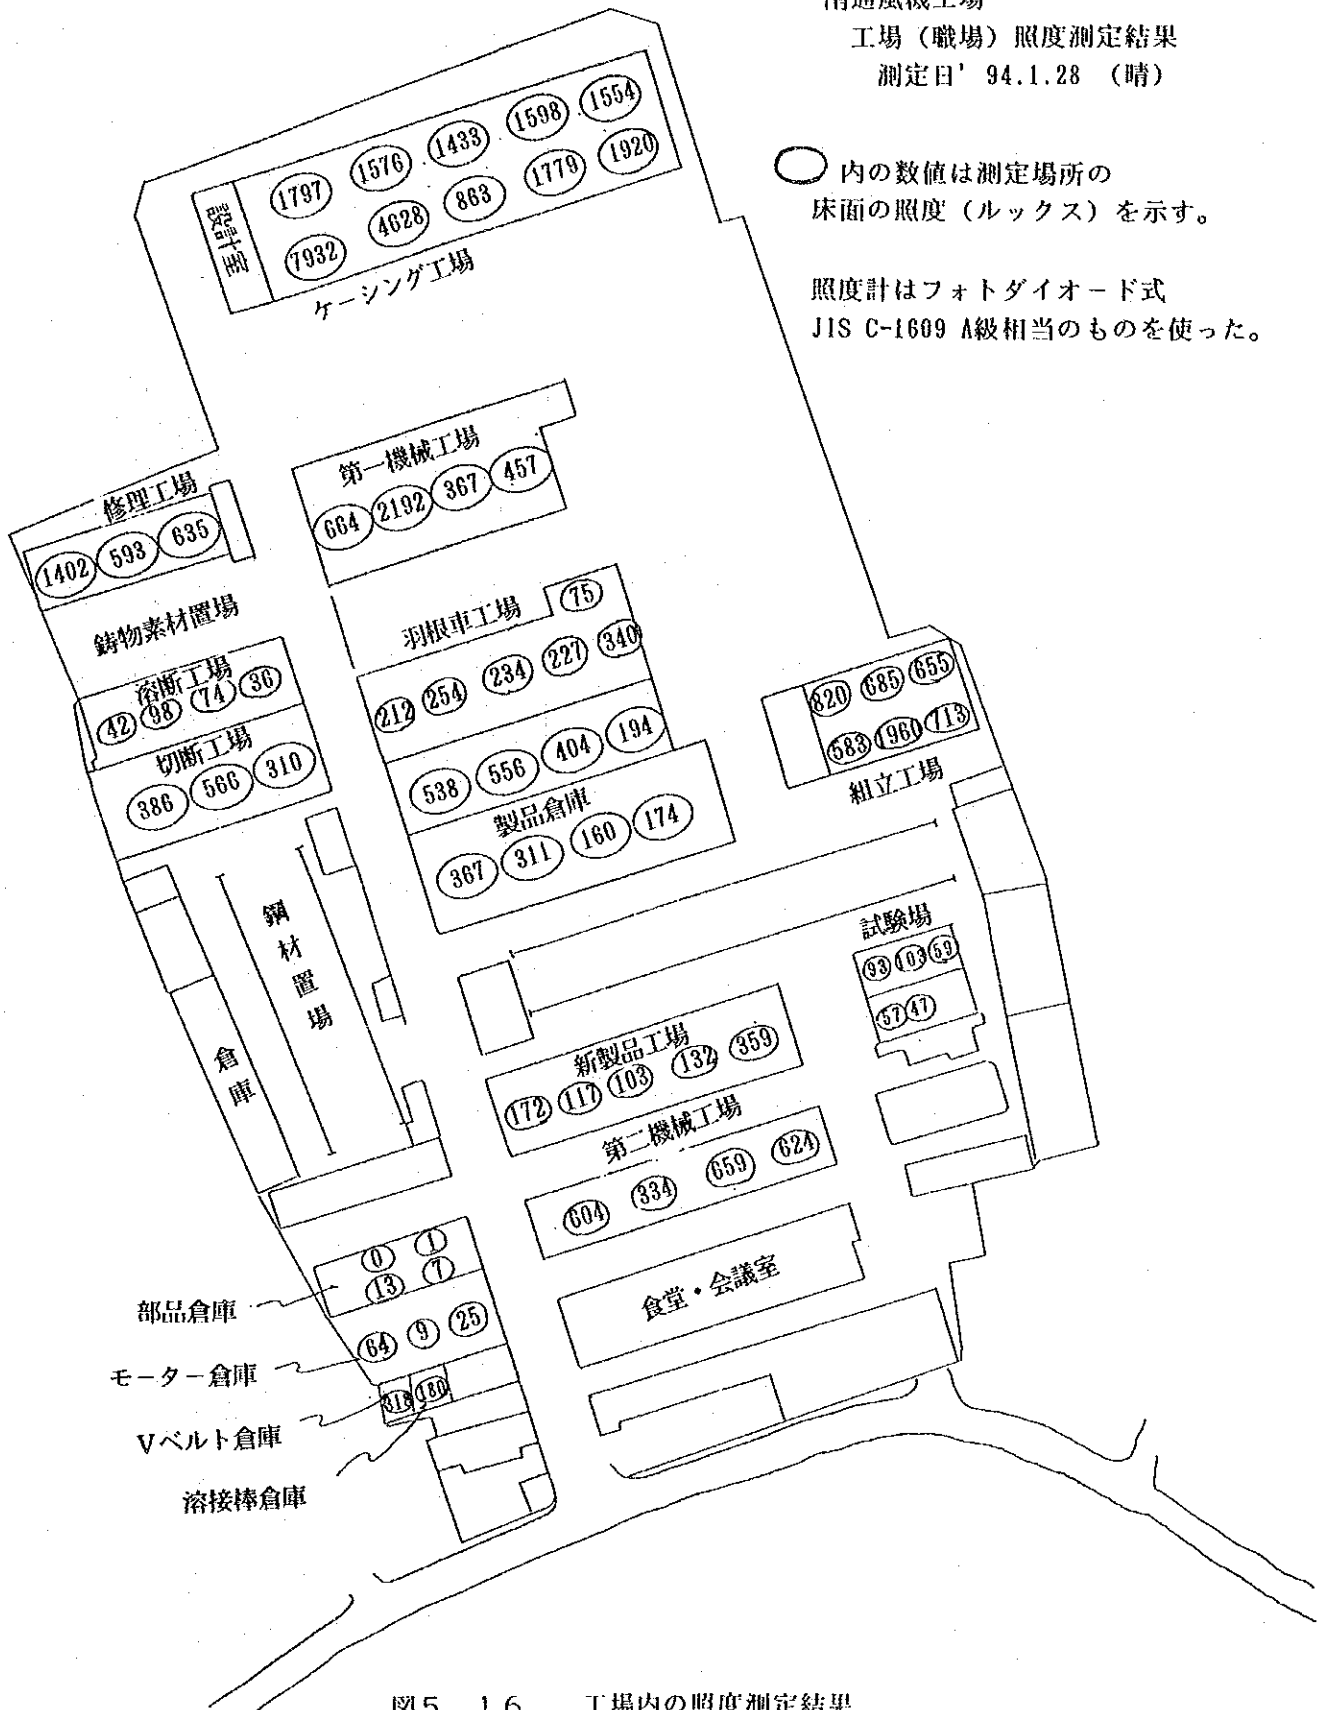 工場（職場）照度測定結果
測定日' 94.1.28 （晴）
内の数値は測定場所の
床面の照度（ルックス）を示す。
照度計はフォトダイオード式
JIS C-1609 A級相当のものを使った。
設計室
1797 1576 1433 1598 1554
7932 4628 863 1779 1920
ケーシング工場
第一機械工場
664 2192 367 457
修理工場
1402 593 635
鋳物素材置場
溶断工場
42 98 74 36
切断工場
386 566 310
羽根車工場
75
212 254 234 227 340
538 556 404 194
製品倉庫
367 311 160 174
820 685 655
583 1960 713
組立工場
鋼材置場
倉庫
試験場
93 103 59
57 47
新製品工場
172 117 103 132 359
第二機械工場
604 334 659 624
食堂・会議室
0 1
13 7
部品倉庫
64 9 25
モーター倉庫
318 180
Vベルト倉庫
溶接棒倉庫
図5 16 工場内の照度測定結果